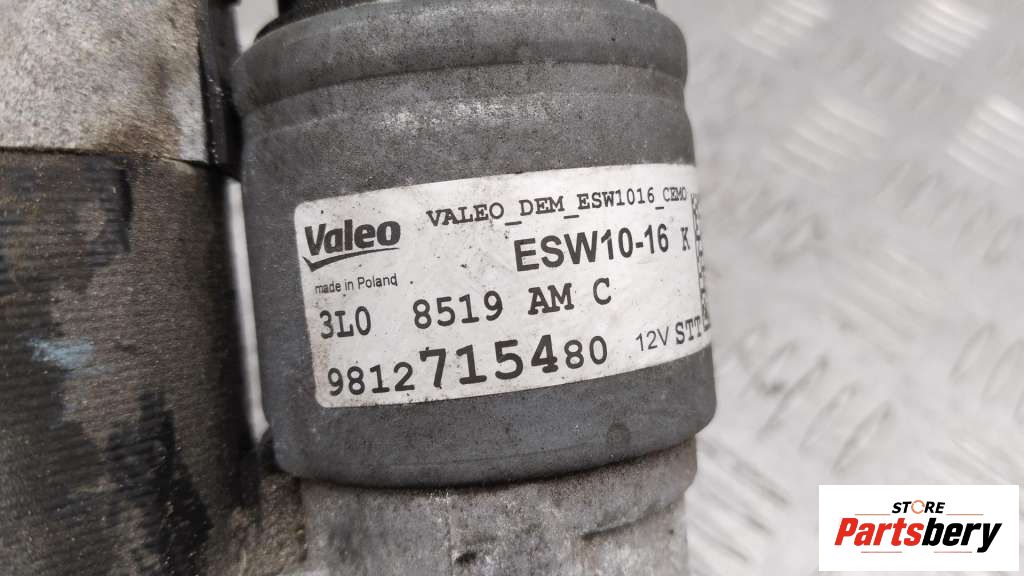 Valeo
VALEO_DEM_ESW1016_CEMO
ESW10-16 K
made in Poland
3L0 8519 AM C
9812715480 12V STT
STORE
Partsbery